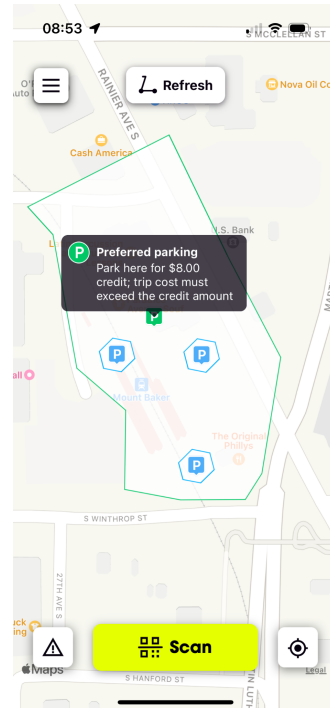 08:53
S MCCLELLAN ST
Refresh
RAINIER AVE S
Nova Oil Co
Cash America
U.S. Bank
P Preferred parking
Park here for $8.00
credit; trip cost must
exceed the credit amount
P
P
P
Mount Baker
The Original
Phillys
P
S WINTHROP ST
27TH AVE S
Scan
Maps
S HANFORD ST
Legal